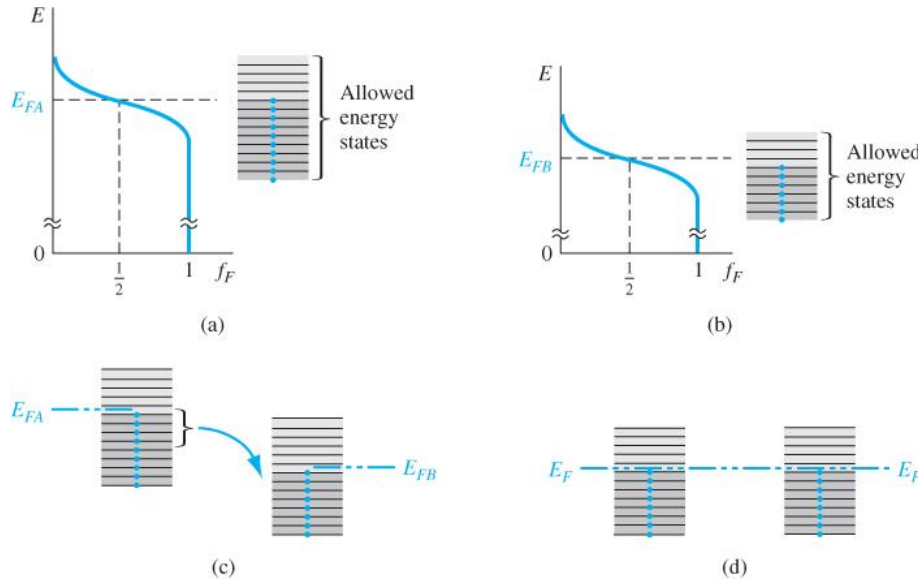 E
E_FA
Allowed
energy
states
0
1/2
1
f_F
(a)
E
E_FB
Allowed
energy
states
0
1/2
1
f_F
(b)
E_FA
E_FB
(c)
E_F
E_F
(d)